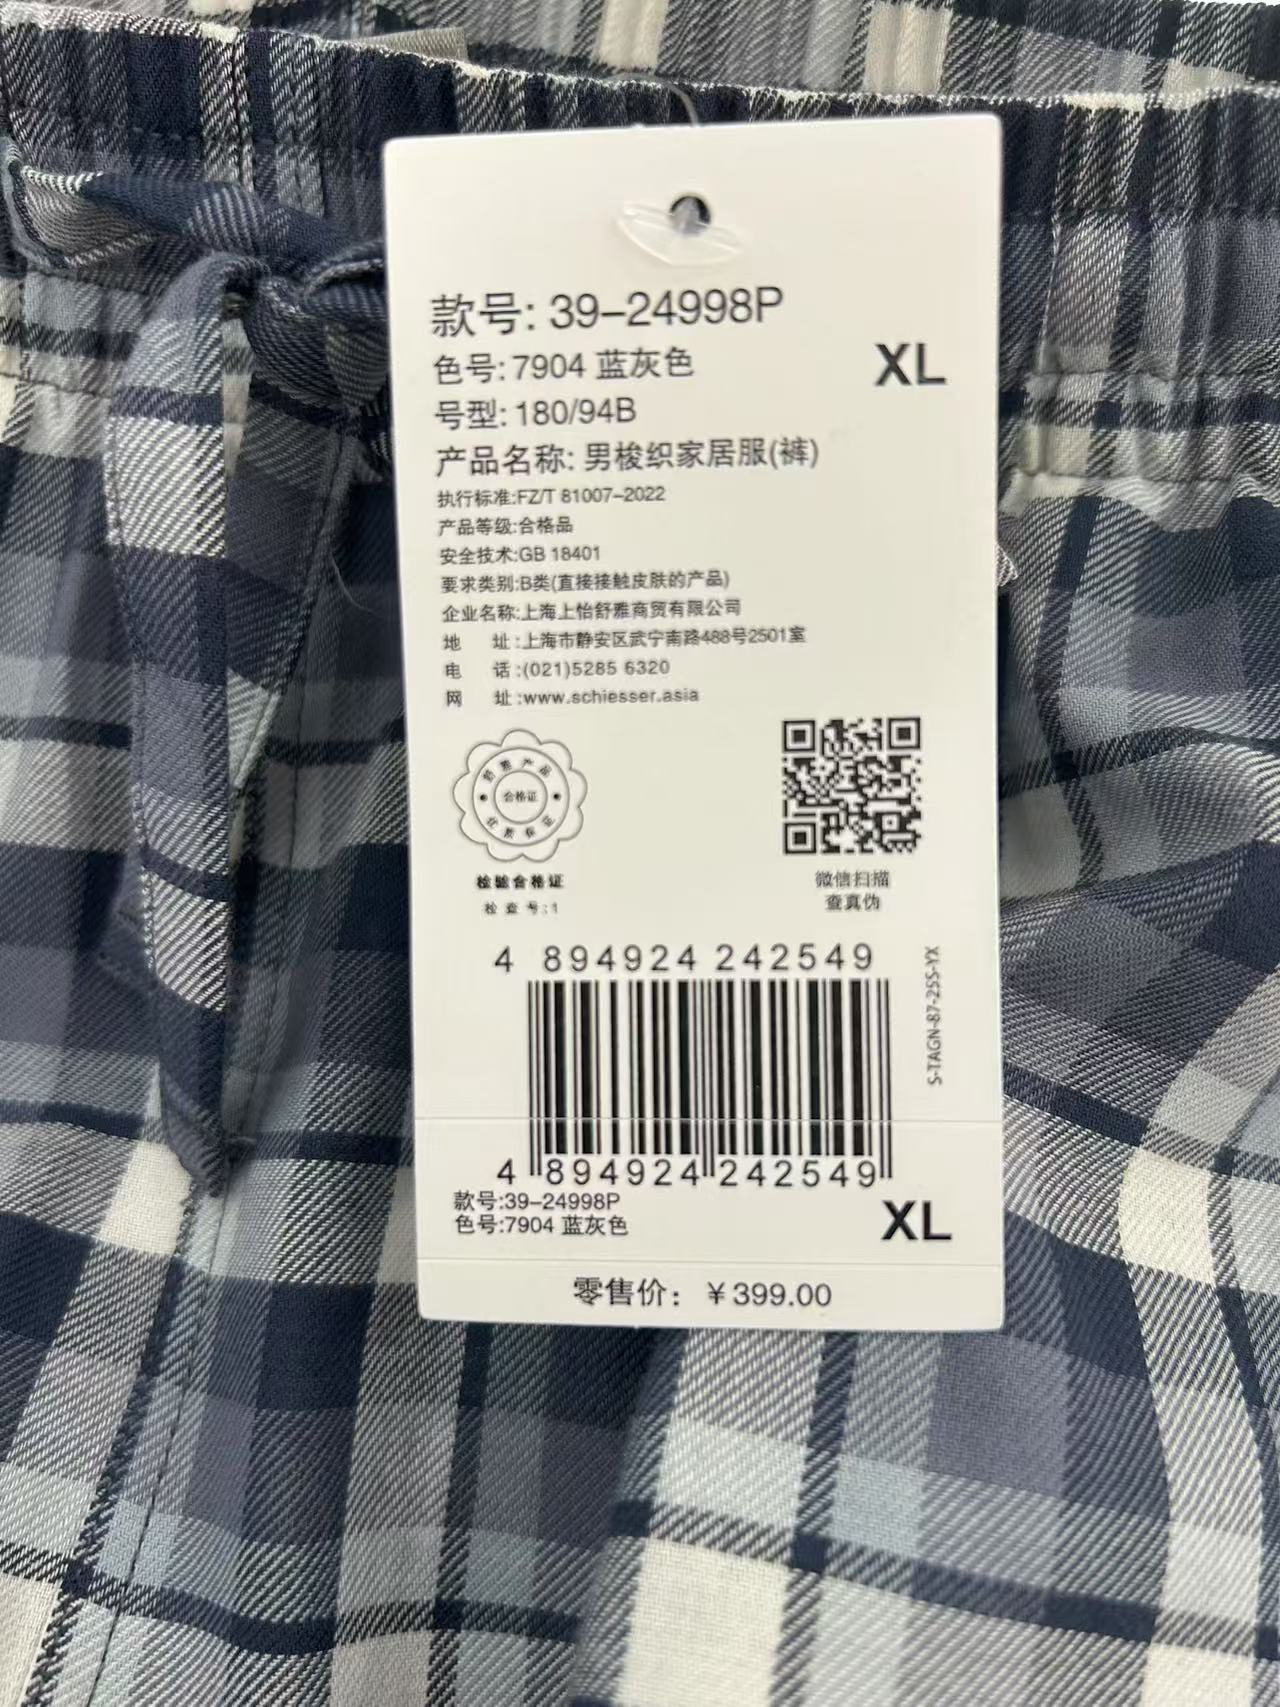 款号: 39-24998P
色号: 7904 蓝灰色
XL
号型: 180/94B
产品名称: 男梭织家居服(裤)
执行标准:FZ/T 81007-2022
产品等级:合格品
安全技术:GB 18401
要求类别:B类(直接接触皮肤的产品)
企业名称:上海上怡舒雅商贸有限公司
地 址:上海市静安区武宁南路488号2501室
电 话:(021)5285 6320
网 址:www.schiesser.asia
舒雅产品
合格证
优质保证
检验合格证
检查号:1
微信扫描
查真伪
4 894924 242549
S-TAGN-87-25S-YX
4 894924 242549
款号:39-24998P
色号:7904 蓝灰色
XL
零售价: ¥399.00